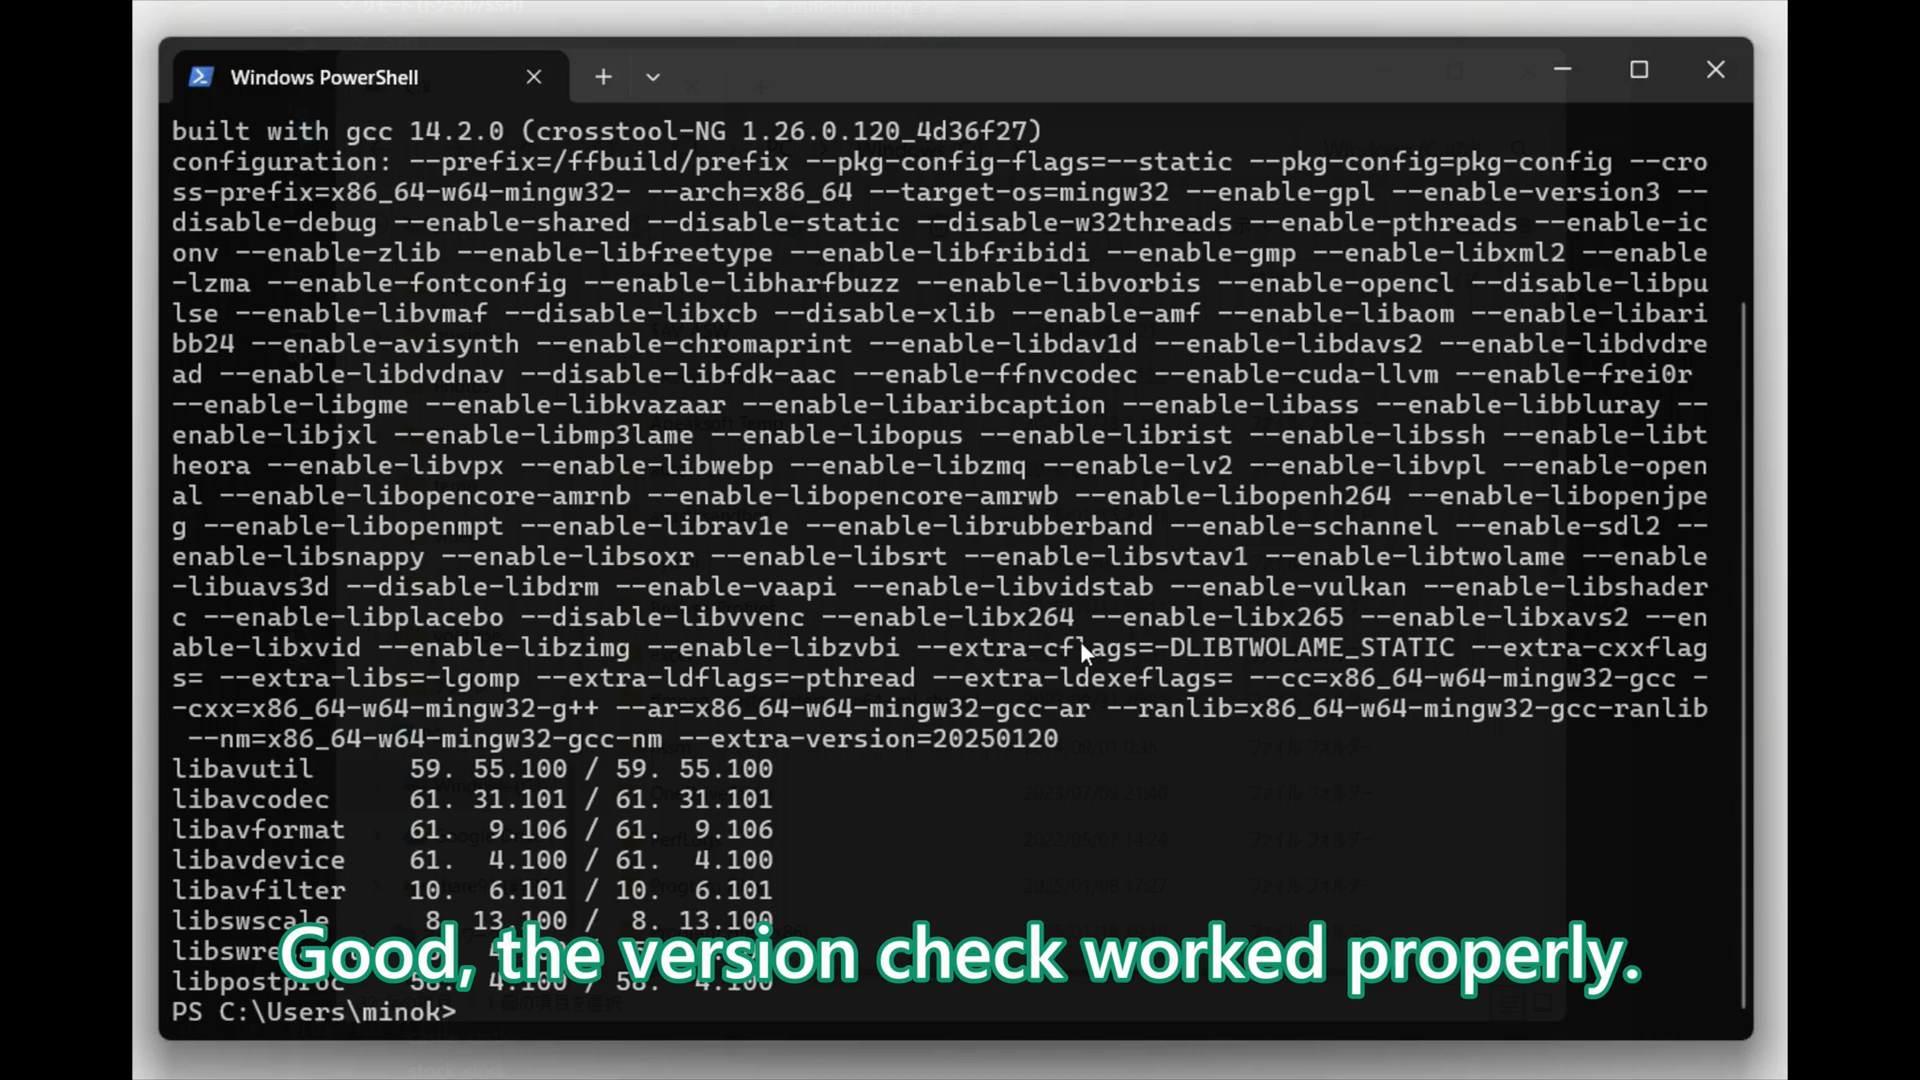 Windows PowerShell
built with gcc 14.2.0 (crosstool-NG 1.26.0.120_4d36f27)
configuration: --prefix=/ffbuild/prefix --pkg-config-flags=--static --pkg-config=pkg-config --cro
ss-prefix=x86_64-w64-mingw32- --arch=x86_64 --target-os=mingw32 --enable-gpl --enable-version3 --
disable-debug --enable-shared --disable-static --disable-w32threads --enable-pthreads --enable-ic
onv --enable-zlib --enable-libfreetype --enable-libfribidi --enable-gmp --enable-libxml2 --enable
-lzma --enable-fontconfig --enable-libharfbuzz --enable-libvorbis --enable-opencl --disable-libpu
lse --enable-libvmaf --disable-libxcb --disable-xlib --enable-amf --enable-libaom --enable-libari
bb24 --enable-avisynth --enable-chromaprint --enable-libdav1d --enable-libdavs2 --enable-libdvdre
ad --enable-libdvdnav --disable-libfdk-aac --enable-ffnvcodec --enable-cuda-llvm --enable-frei0r
--enable-libgme --enable-libkvazaar --enable-libaribcaption --enable-libass --enable-libbluray --
enable-libjxl --enable-libmp3lame --enable-libopus --enable-librist --enable-libssh --enable-libt
heora --enable-libvpx --enable-libwebp --enable-libzmq --enable-lv2 --enable-libvpl --enable-open
al --enable-libopencore-amrnb --enable-libopencore-amrwb --enable-libopenh264 --enable-libopenjpe
g --enable-libopenmpt --enable-librav1e --enable-librubberband --enable-schannel --enable-sdl2 --
enable-libsnappy --enable-libsoxr --enable-libsrt --enable-libsvtav1 --enable-libtwolame --enable
-libuavs3d --disable-libdrm --enable-vaapi --enable-libvidstab --enable-vulkan --enable-libshader
c --enable-libplacebo --disable-libvvenc --enable-libx264 --enable-libx265 --enable-libxavs2 --en
able-libxvid --enable-libzimg --enable-libzvbi --extra-cflags=-DLIBTWOLAME_STATIC --extra-cxxflag
s= --extra-libs=-lgomp --extra-ldflags=-pthread --extra-ldexeflags= --cc=x86_64-w64-mingw32-gcc -
-cxx=x86_64-w64-mingw32-g++ --ar=x86_64-w64-mingw32-gcc-ar --ranlib=x86_64-w64-mingw32-gcc-ranlib
--nm=x86_64-w64-mingw32-gcc-nm --extra-version=20250120
libavutil 59. 55.100 / 59. 55.100
libavcodec 61. 31.101 / 61. 31.101
libavformat 61. 9.106 / 61. 9.106
libavdevice 61. 4.100 / 61. 4.100
libavfilter 10. 6.101 / 10. 6.101
libswscale 8. 13.100 / 8. 13.100
Good, the version check worked properly.
libpostproc 58. 4.100 / 58. 4.100
PS C:\Users\minok>